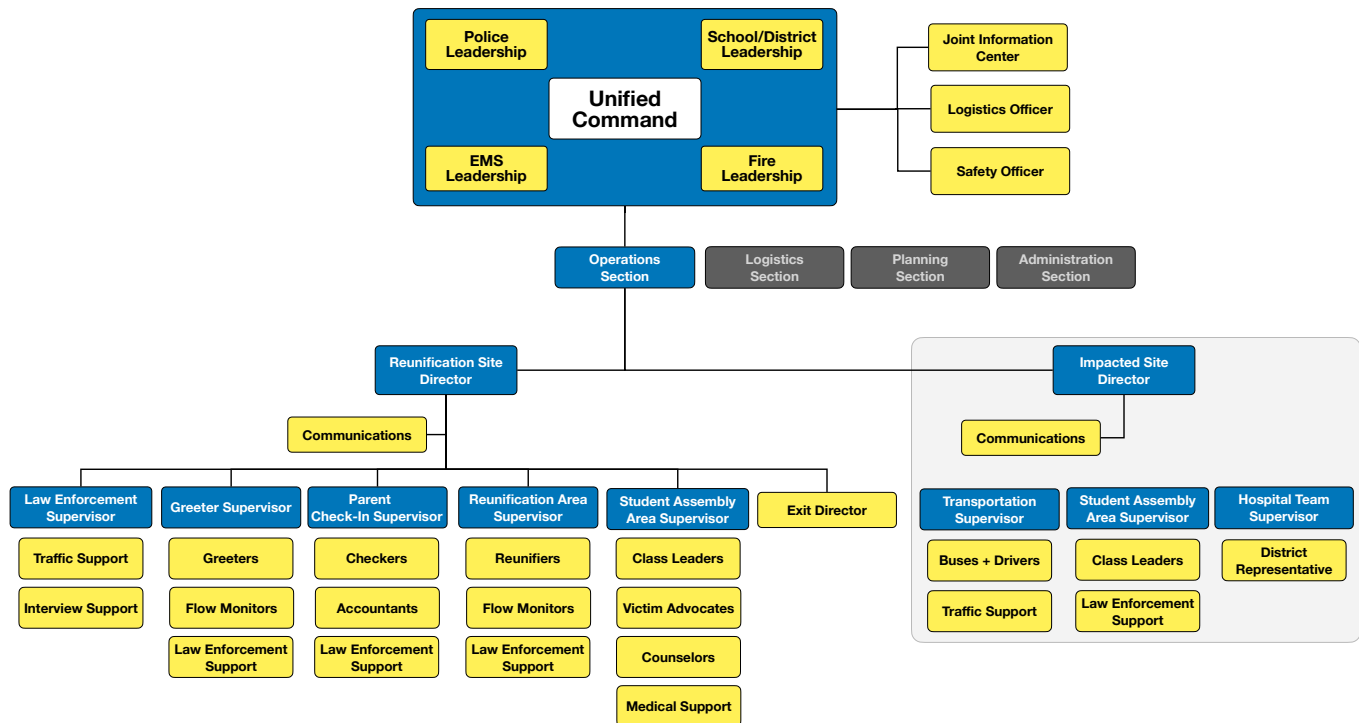 Police
Leadership
School/District
Leadership
Unified
Command
EMS
Leadership
Fire
Leadership
Joint Information
Center
Logistics Officer
Safety Officer
Operations
Section
Logistics
Section
Planning
Section
Administration
Section
Reunification Site
Director
Impacted Site
Director
Communications
Communications
Law Enforcement
Supervisor
Traffic Support
Interview Support
Greeter Supervisor
Greeters
Flow Monitors
Law Enforcement
Support
Parent
Check-In Supervisor
Checkers
Accountants
Law Enforcement
Support
Reunification Area
Supervisor
Reunifiers
Flow Monitors
Law Enforcement
Support
Student Assembly
Area Supervisor
Class Leaders
Victim Advocates
Counselors
Medical Support
Exit Director
Transportation
Supervisor
Buses + Drivers
Traffic Support
Student Assembly
Area Supervisor
Class Leaders
Law Enforcement
Support
Hospital Team
Supervisor
District
Representative